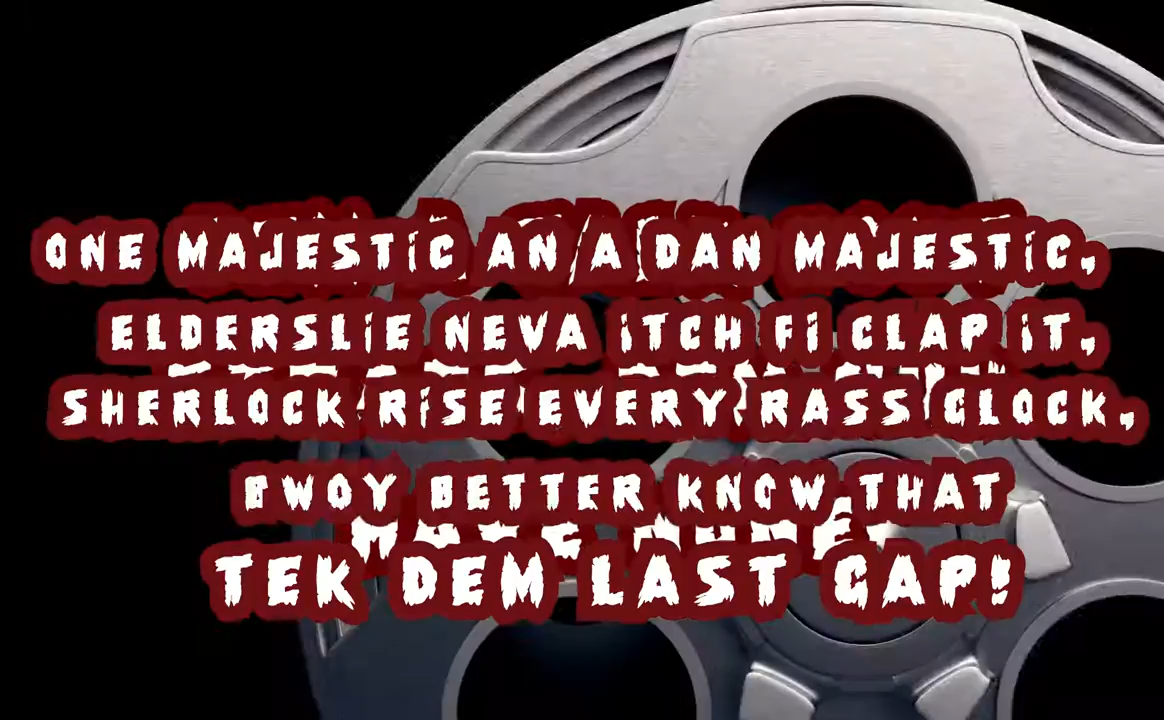 ONE MAJESTIC AN A DAN MAJESTIC,
ELDERSLIE NEVA ITCH FI CLAP IT,
SHERLOCK RISE EVERY RASS GLOCK,
BWOY BETTER KNOW THAT
TEK DEM LAST GAP!